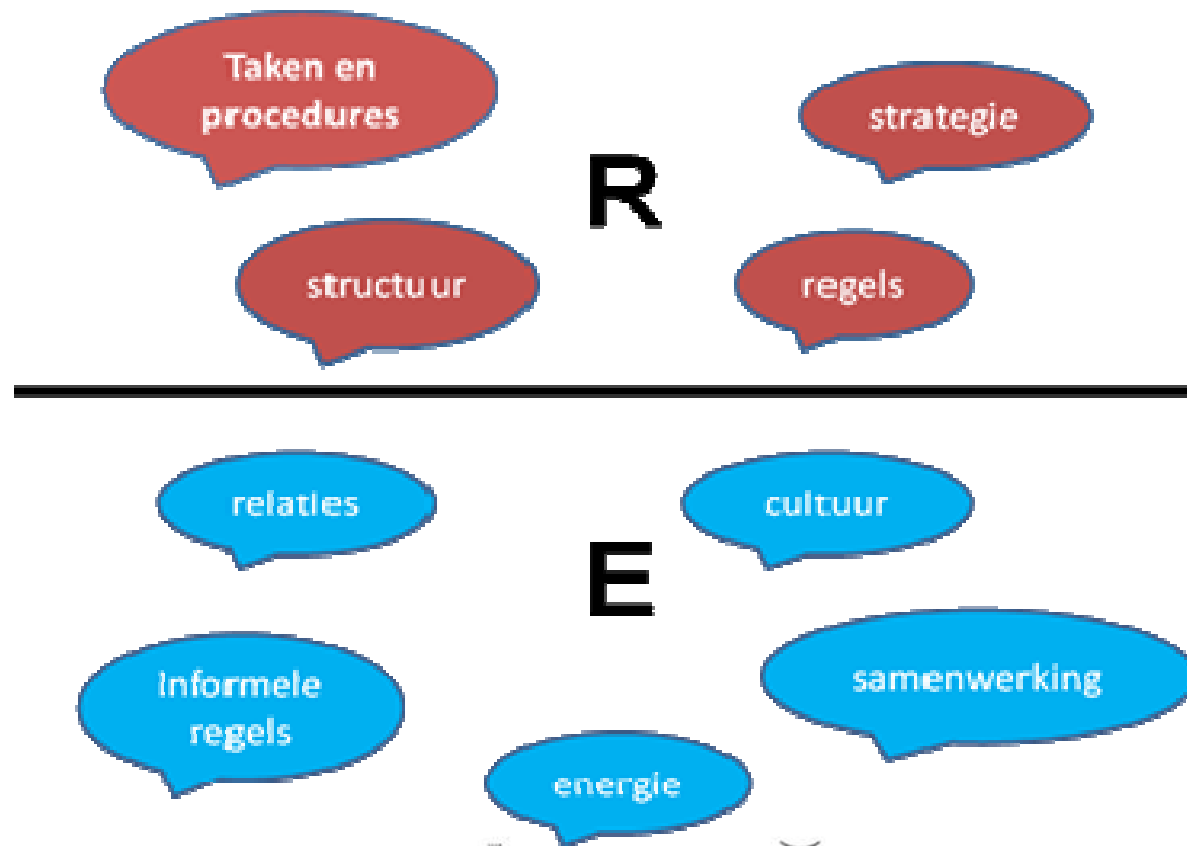 Taken en
procedures
strategie
R
structuur
regels
relaties
cultuur
E
Informele
regels
samenwerking
energie